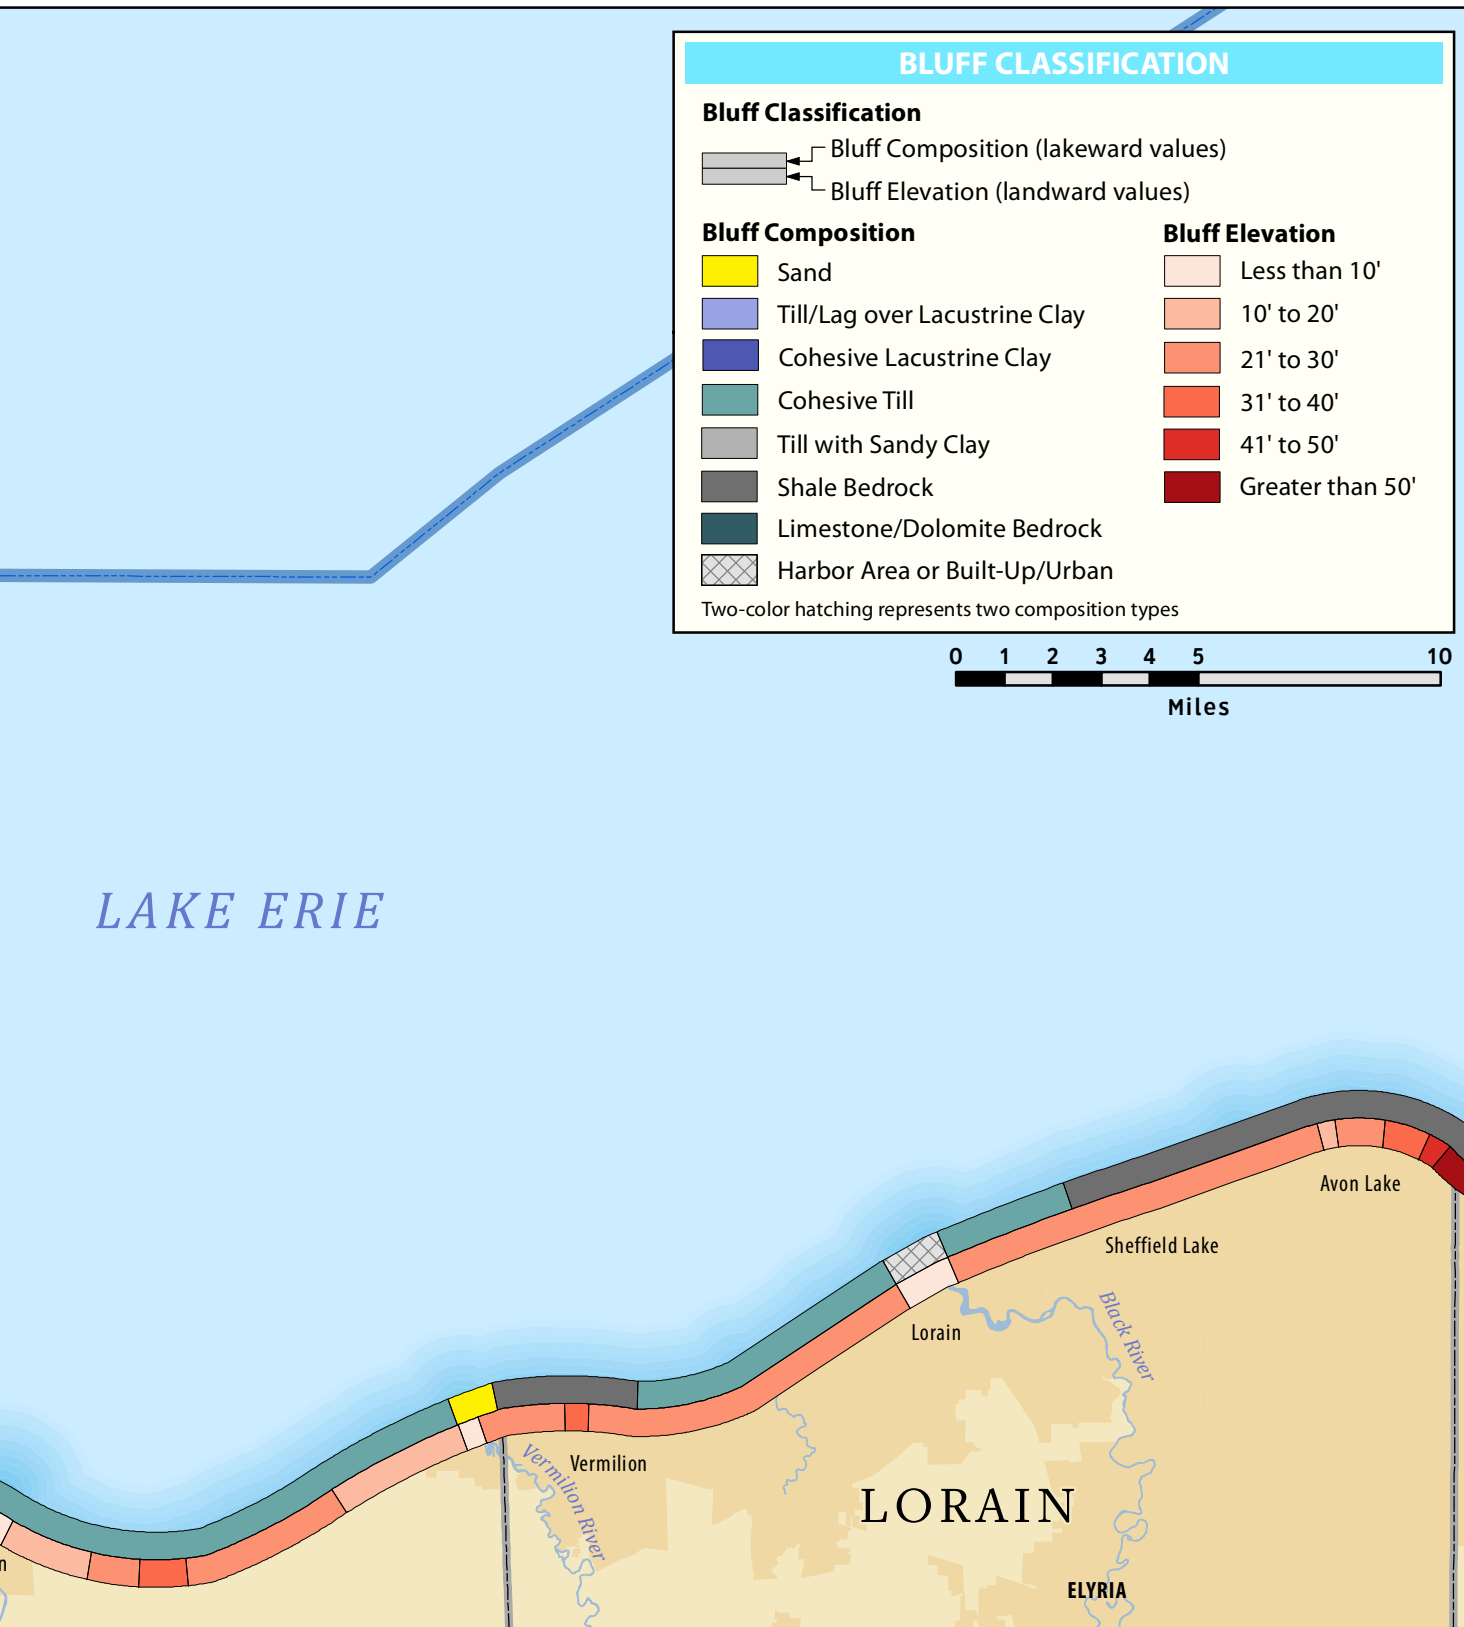 BLUFF CLASSIFICATION
Bluff Classification
Bluff Composition (lakeward values)
Bluff Elevation (landward values)
Bluff Composition
Sand
Till/Lag over Lacustrine Clay
Cohesive Lacustrine Clay
Cohesive Till
Till with Sandy Clay
Shale Bedrock
Limestone/Dolomite Bedrock
Harbor Area or Built-Up/Urban
Two-color hatching represents two composition types
Bluff Elevation
Less than 10'
10' to 20'
21' to 30'
31' to 40'
41' to 50'
Greater than 50'
0 1 2 3 4 5 10
Miles
LAKE ERIE
Avon Lake
Sheffield Lake
Black River
Lorain
Vermilion
Vermilion River
LORAIN
n
ELYRIA